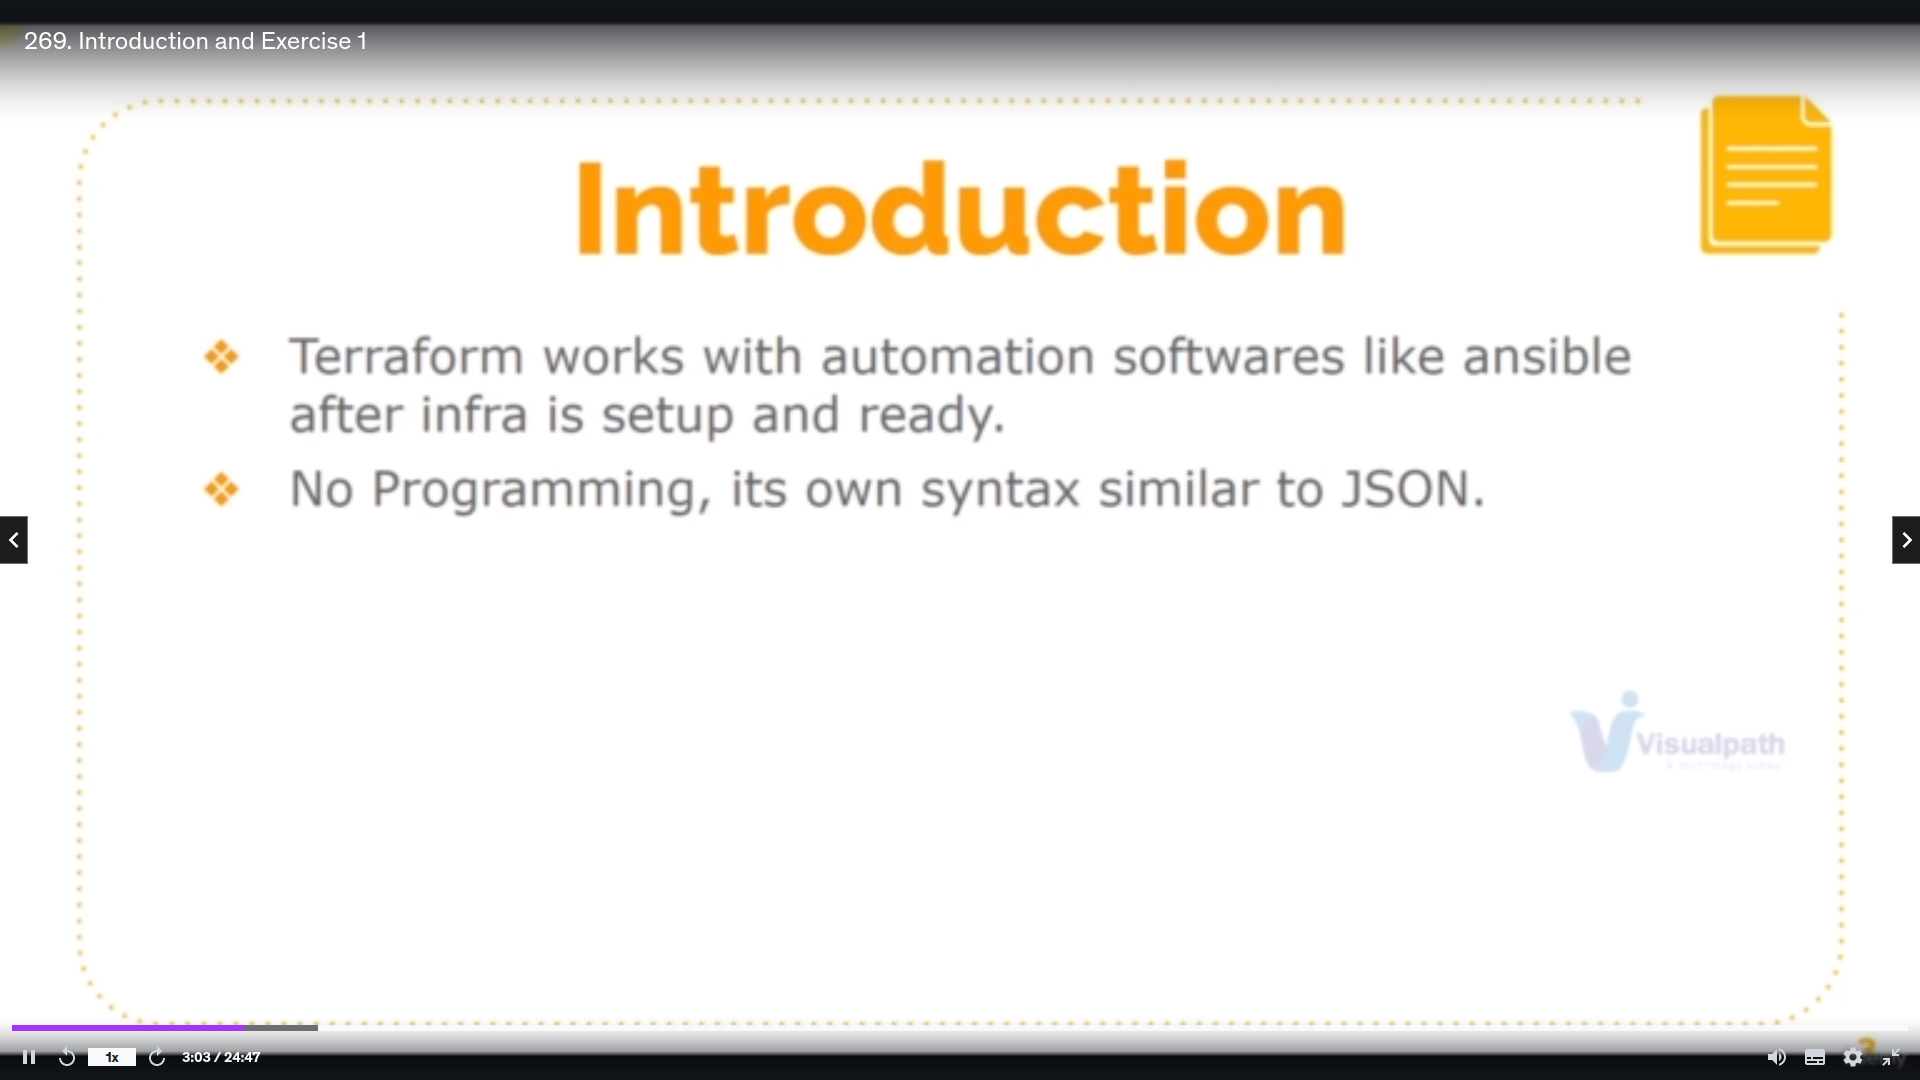 269. Introduction and Exercise 1
Introduction
Terraform works with automation softwares like ansible
after infra is setup and ready.
No Programming, its own syntax similar to JSON.
Visualpath
1x
3:03 / 24:47
3